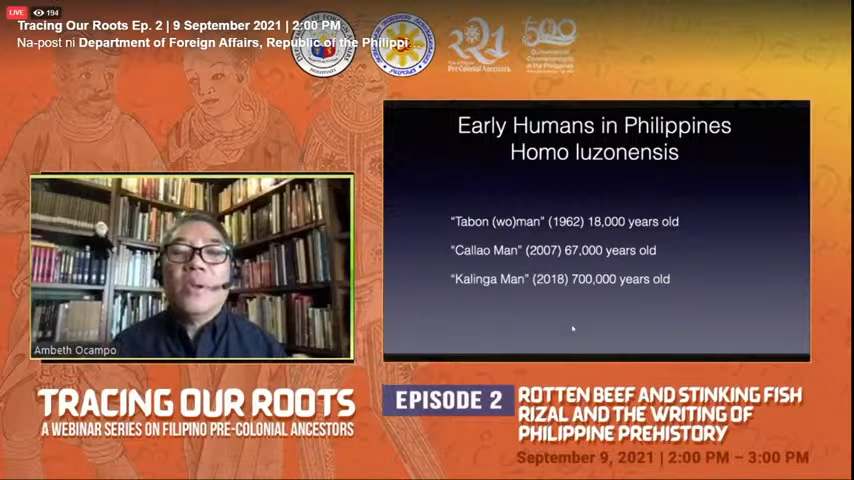 LIVE 194
Tracing Our Roots Ep. 2 | 9 September 2021 | 2:00 PM
Na-post ni Department of Foreign Affairs, Republic of the Philippi...
Early Humans in Philippines
Homo luzonensis
"Tabon (wo)man" (1962) 18,000 years old
"Callao Man" (2007) 67,000 years old
"Kalinga Man" (2018) 700,000 years old
Ambeth Ocampo
TRACING OUR ROOTS
A WEBINAR SERIES ON FILIPINO PRE-COLONIAL ANCESTORS
EPISODE 2
ROTTEN BEEF AND STINKING FISH
RIZAL AND THE WRITING OF
PHILIPPINE PREHISTORY
September 9, 2021 | 2:00 PM – 3:00 PM